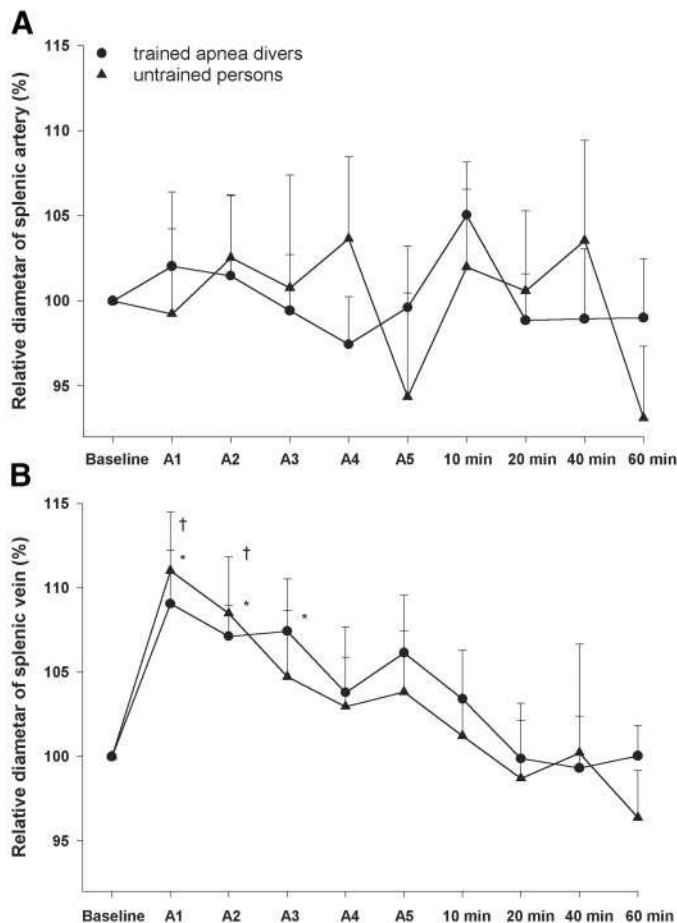 A
trained apnea divers
untrained persons
Relative diametar of splenic artery (%)
115
110
105
100
95
Baseline A1 A2 A3 A4 A5 10 min 20 min 40 min 60 min
B
Relative diametar of splenic vein (%)
115
110
105
100
95
† †
* * *
Baseline A1 A2 A3 A4 A5 10 min 20 min 40 min 60 min